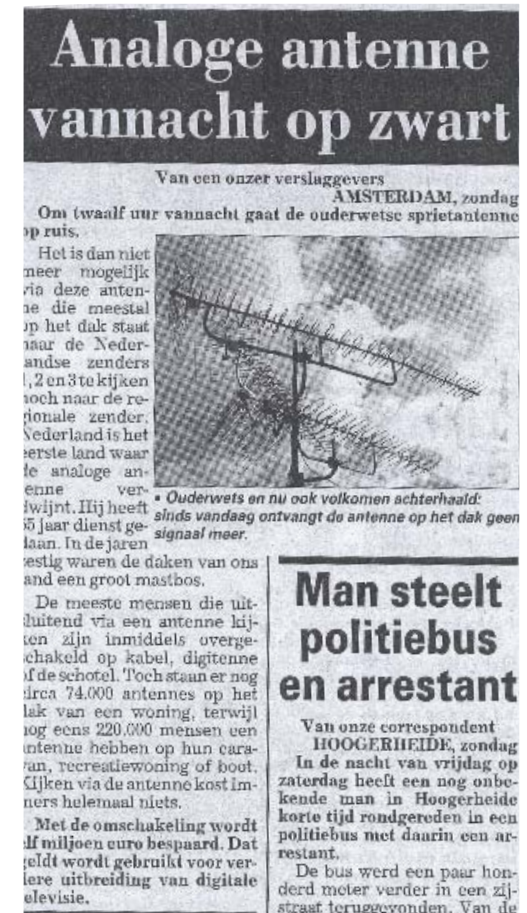 Analoge antenne
vannacht op zwart
Van een onzer verslaggevers
AMSTERDAM, zondag
Om twaalf uur vannacht gaat de ouderwetse sprietantenne
op ruis.
Het is dan niet
meer mogelijk
via deze anten-
ne die meestal
op het dak staat
naar de Neder-
landse zenders
1, 2 en 3 te kijken
noch naar de re-
gionale zender.
Nederland is het
eerste land waar
de analoge an-
tenne ver-
dwijnt. Hij heeft
55 jaar dienst ge-
daan. In de jaren
zestig waren de daken van ons
land een groot mastbos.
De meeste mensen die uit-
sluitend via een antenne kij-
ken zijn inmiddels overge-
schakeld op kabel, digitenne
of de schotel. Toch staan er nog
circa 74.000 antennes op het
dak van een woning, terwijl
nog eens 220.000 mensen een
antenne hebben op hun cara-
van, recreatiewoning of boot.
Kijken via de antenne kost im-
mers helemaal niets.
Met de omschakeling wordt
elf miljoen euro bespaard. Dat
geldt wordt gebruikt voor ver-
dere uitbreiding van digitale
televisie.
• Ouderwets en nu ook volkomen achterhaald:
sinds vandaag ontvangt de antenne op het dak geen
signaal meer.
Man steelt
politiebus
en arrestant
Van onze correspondent
HOOGERHEIDE, zondag
In de nacht van vrijdag op
zaterdag heeft een nog onbe-
kende man in Hoogerheide
korte tijd rondgereden in een
politiebus met daarin een ar-
restant.
De bus werd een paar hon-
derd meter verder in een zij-
straat teruggevonden. Van de